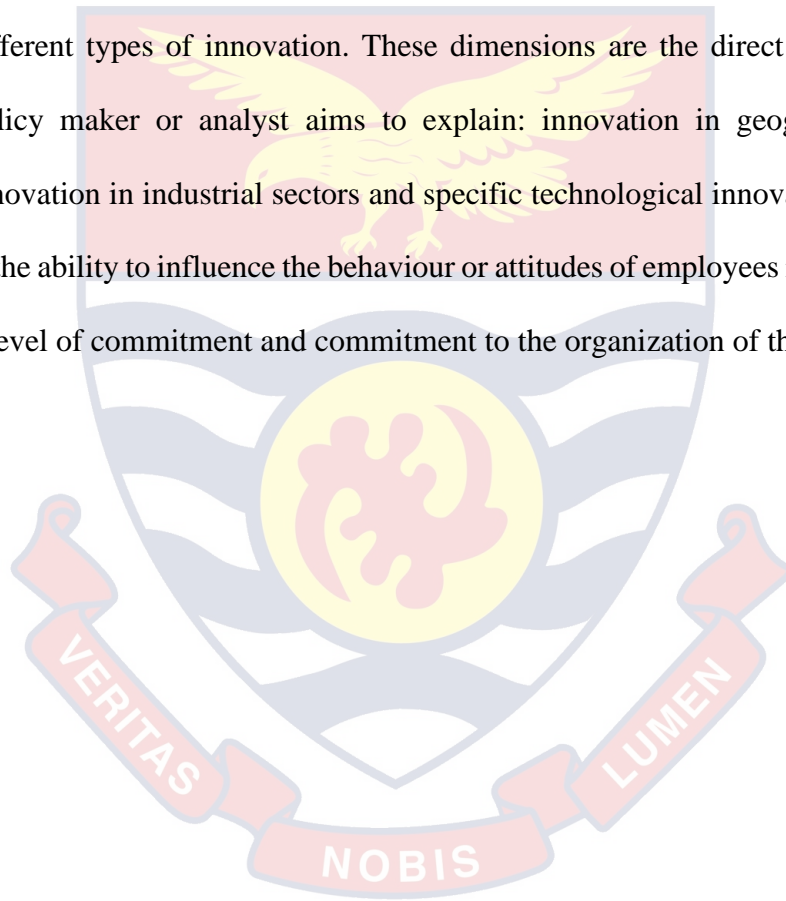 fferent types of innovation. These dimensions are the direct
licy maker or analyst aims to explain: innovation in geog
novation in industrial sectors and specific technological innova
the ability to influence the behaviour or attitudes of employees
evel of commitment and commitment to the organization of th
VERITAS
NOBIS
LUMEN